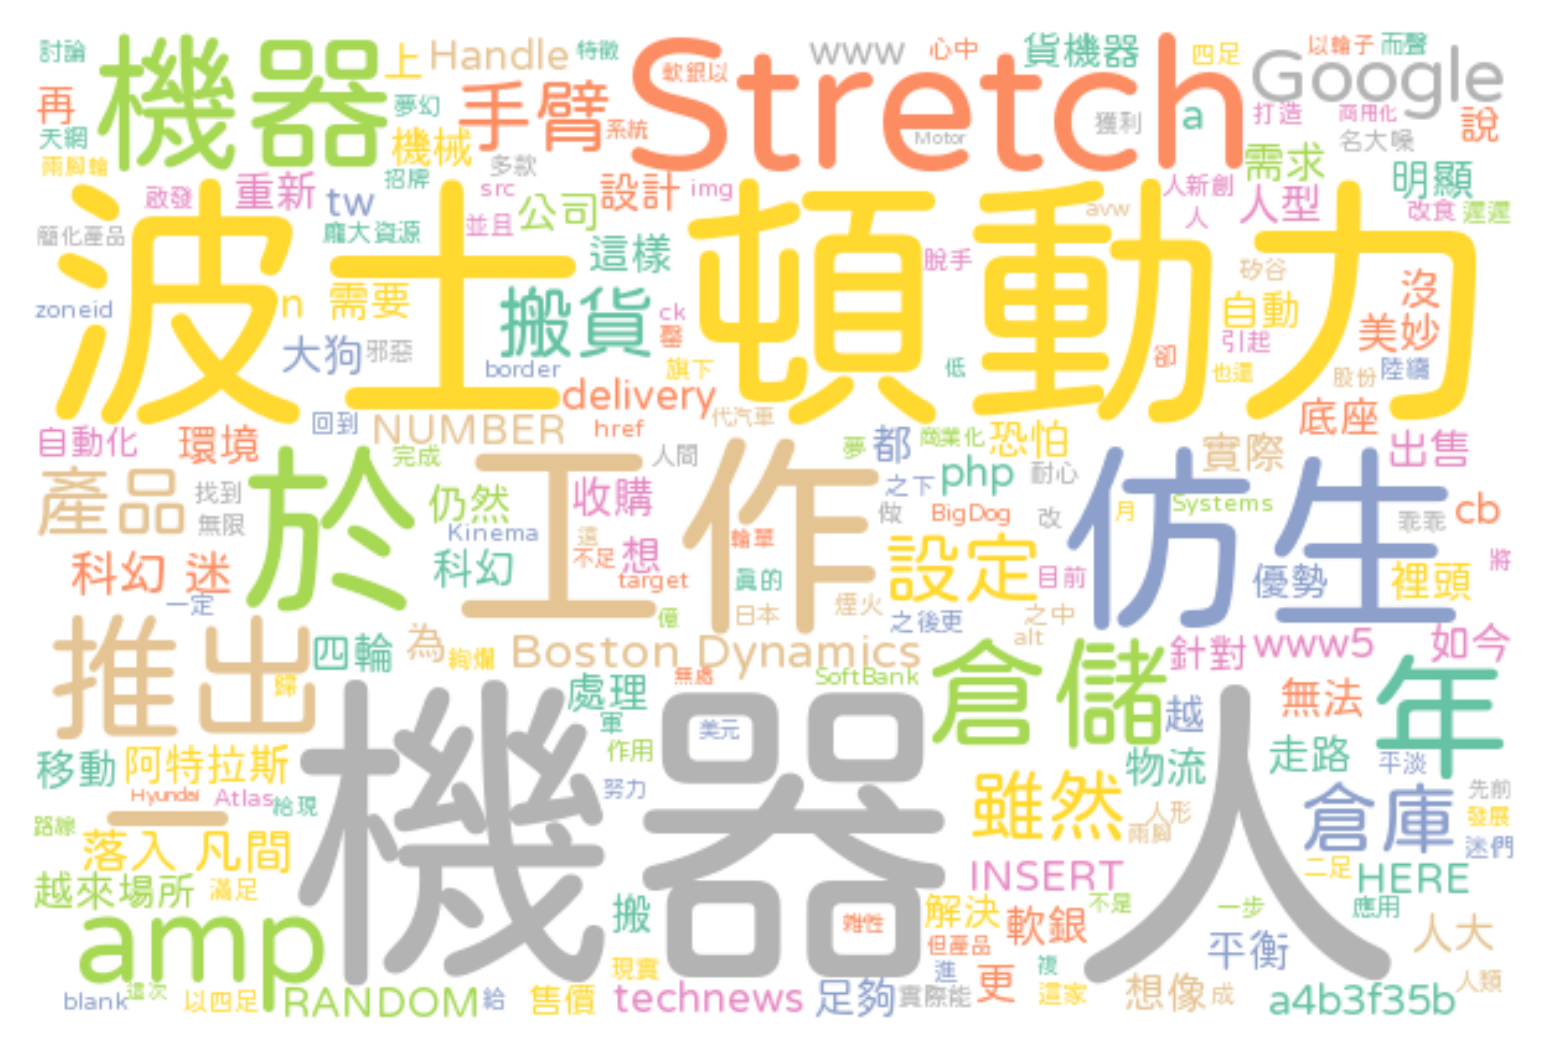 討論 機器 上 Handle 特徵 Stretch 軟銀以 www 心中 貨機器 四足 Google 以輪子 而聲
再 夢幻 手臂 系統 Motor 獲利 a 打造 商用化 說
天網 機械 多款 名大噪
兩腳輪 招牌 需求 明顯
啟發 重新 tw src 公司 設計 img 人新創 人型
簡化產品 龐大資源 並且 avw 人 改食 遲遲
波士頓動力 這樣 脫手 矽谷 沒
zoneid n 需要 搬貨 ck 自動 美妙
大狗 邪惡 罄 引起
border 旗下 低 卻 也還 股份 陸續
delivery 代汽車 底座
自動化 環境 回到 NUMBER href 夢 都 商業化 恐怕 實際 出售
完成 人間 php 耐心
產品 找到 於 仍然 工作 收購 之下 仿生 Systems cb
無限 Kinema 這 輪單 做 BigDog 改 月 乖乖
科幻 迷 科幻 不足 想 target 真的 設定 目前 優勢 裡頭 將
一定 億 日本 煙火 之後更 之中
推出 四輪 為 絢爛 Boston Dynamics alt 倉儲 針對 www5 如今
歸 處理 無處 SoftBank 越 無法 年
機器人 軍 美元
移動 阿特拉斯 作用 物流 走路 平淡
一 Hyundai Atlas 給現 努力 雖然 人形 倉庫 先前
路線 兩腳 發展
落入 凡間 迷們
越來場所 滿足 INSERT 二足 HERE
amp 搬 雜性 解決 軟銀 不是 一步 應用
但產品 平衡 人大
現實 進 複 人類
blank 這次 以四足 RANDOM 給 售價 technews 足夠 實際能 更 這家 想像 成 a4b3f35b